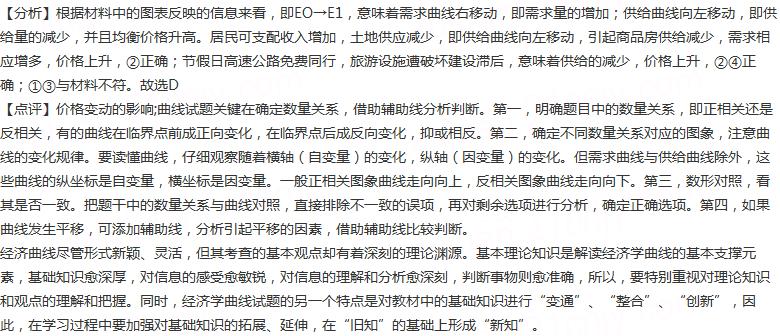 【分析】根据材料中的图表反映的信息来看，即EO→E1，意味着需求曲线右移动，即需求量的增加；供给曲线向左移动，即供
给量的减少，并且均衡价格升高。居民可支配收入增加，土地供应减少，即供给曲线向左移动，引起商品房供给减少，需求相
应增多，价格上升，②正确；节假日高速公路免费同行，旅游设施遭破坏建设滞后，意味着供给的减少，价格上升，②④正
确；①③与材料不符。故选D
【点评】价格变动的影响;曲线试题关键在确定数量关系，借助辅助线分析判断。第一，明确题目中的数量关系，即正相关还是
反相关，有的曲线在临界点前成正向变化，在临界点后成反向变化，抑或相反。第二，确定不同数量关系对应的图象，注意曲
线的变化规律。要读懂曲线，仔细观察随着横轴（自变量）的变化，纵轴（因变量）的变化。但需求曲线与供给曲线除外，这
些曲线的纵坐标是自变量，横坐标是因变量。一般正相关图象曲线走向向上，反相关图象曲线走向向下。第三，数形对照，看
其是否一致。把题干中的数量关系与曲线对照，直接排除不一致的误项，再对剩余选项进行分析，确定正确选项。第四，如果
曲线发生平移，可添加辅助线，分析引起平移的因素，借助辅助线比较判断。
经济曲线尽管形式新颖、灵活，但其考查的基本观点却有着深刻的理论渊源。基本理论知识是解读经济学曲线的基本支撑元
素，基础知识愈深厚，对信息的感受愈敏锐，对信息的理解和分析愈深刻，判断事物则愈准确，所以，要特别重视对理论知识
和观点的理解和把握。同时，经济学曲线试题的另一个特点是对教材中的基础知识进行“变通”、“整合”、“创新”，因
此，在学习过程中要加强对基础知识的拓展、延伸，在“旧知”的基础上形成“新知”。